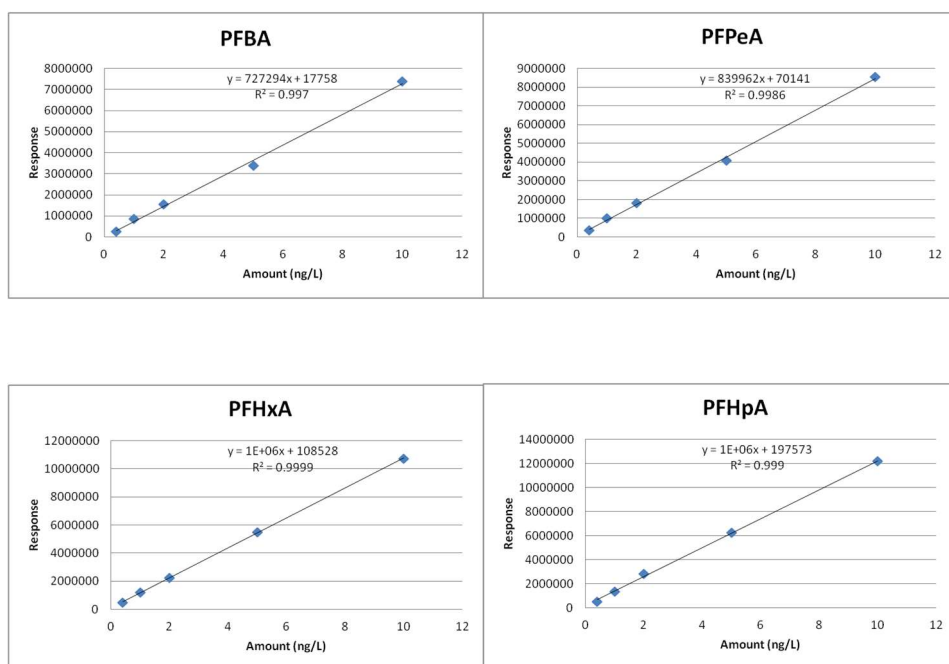 PFBA
y = 727294x + 17758
R² = 0.997
8000000
7000000
6000000
5000000
4000000
3000000
2000000
1000000
0
Response
0 2 4 6 8 10 12
Amount (ng/L)
PFPeA
y = 839962x + 70141
R² = 0.9986
9000000
8000000
7000000
6000000
5000000
4000000
3000000
2000000
1000000
0
Response
0 2 4 6 8 10 12
Amount (ng/L)
PFHxA
y = 1E+06x + 108528
R² = 0.9999
12000000
10000000
8000000
6000000
4000000
2000000
0
Response
0 2 4 6 8 10 12
Amount (ng/L)
PFHpA
y = 1E+06x + 197573
R² = 0.999
14000000
12000000
10000000
8000000
6000000
4000000
2000000
0
Response
0 2 4 6 8 10 12
Amount (ng/L)